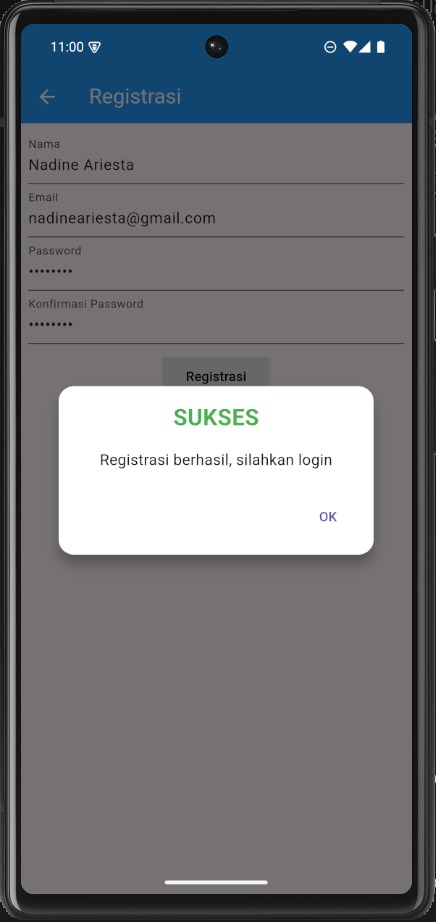 11:00
Registrasi
Nama
Nadine Ariesta
Email
nadineariesta@gmail.com
Password
••••••••
Konfirmasi Password
••••••••
Registrasi
SUKSES
Registrasi berhasil, silahkan login
OK